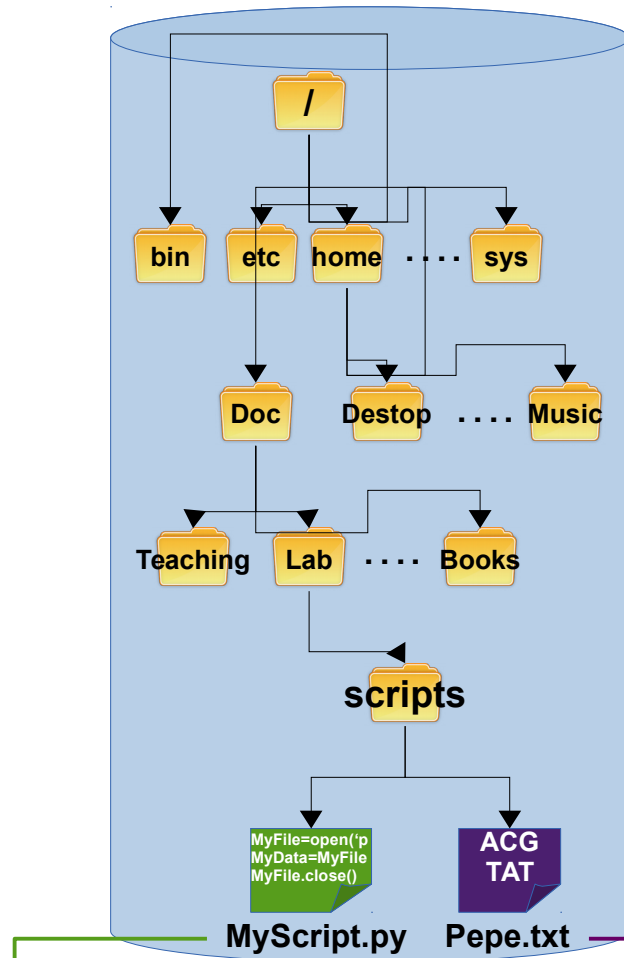 /
bin etc home .... sys
Doc Destop .... Music
Teaching Lab .... Books
scripts
MyFile=open('p
MyData=MyFile
MyFile.close()
ACG
TAT
MyScript.py Pepe.txt